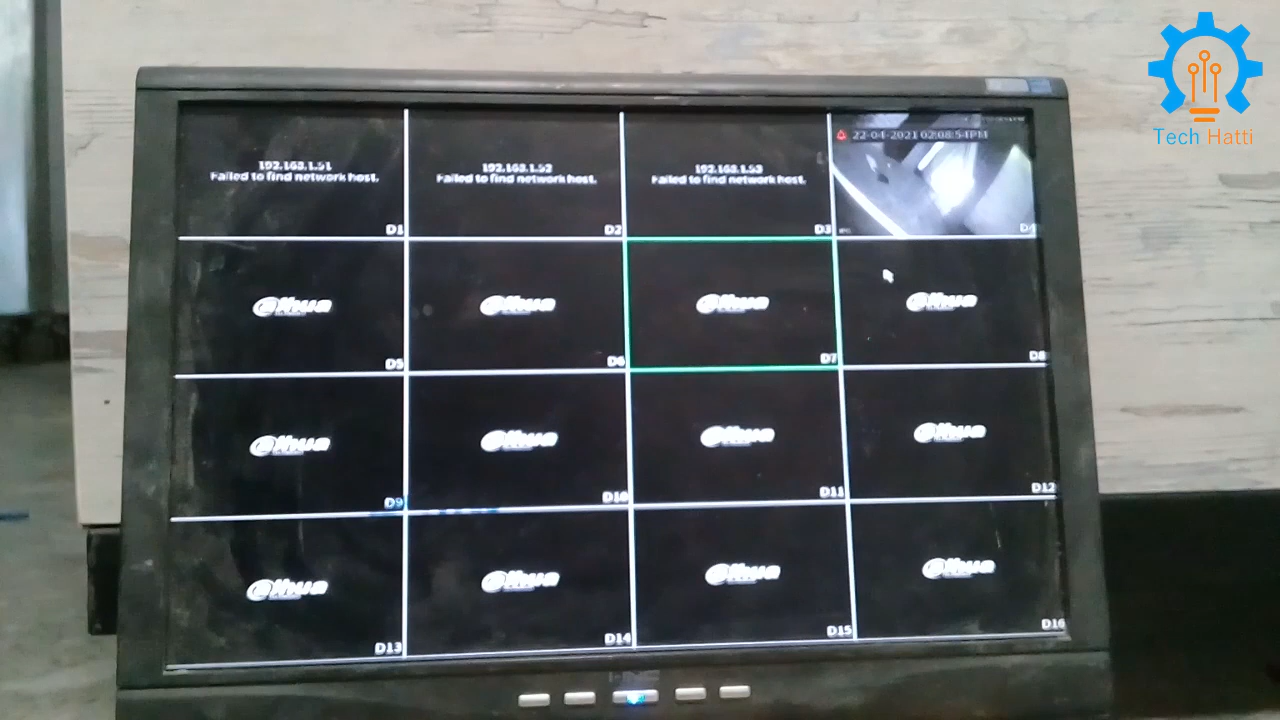 Tech Hatti
192.168.1.51
Failed to find network host.
D1
192.168.1.52
Failed to find network host.
D2
192.168.1.53
Failed to find network host.
D3
22-04-2021 02:08:54PM
D4
alhua
D5
alhua
D6
alhua
D7
alhua
D8
alhua
D9
alhua
D10
alhua
D11
alhua
D12
alhua
D13
alhua
D14
alhua
D15
alhua
D16